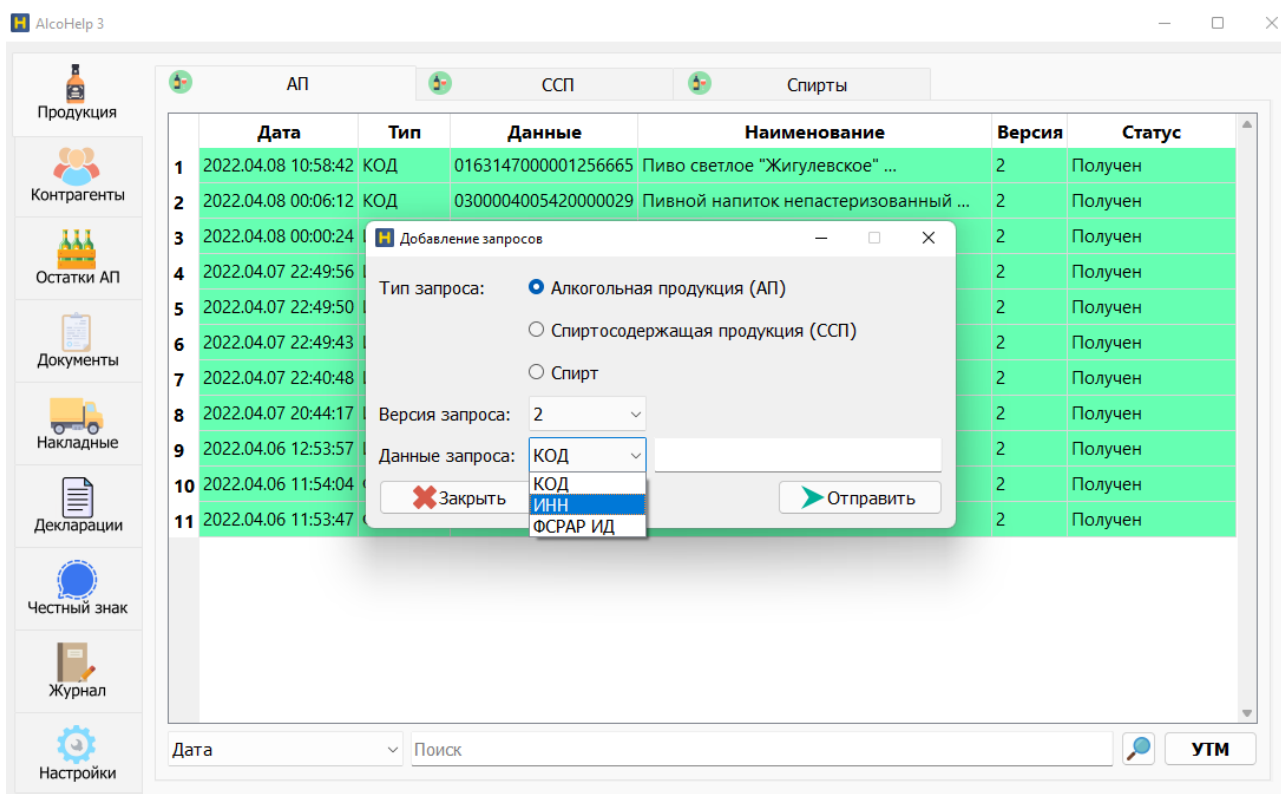 AlcoHelp 3
Продукция
Контрагенты
Остатки АП
Документы
Накладные
Декларации
Честный знак
Журнал
Настройки
АП ССП Спирты
Дата Тип Данные Наименование Версия Статус
1 2022.04.08 10:58:42 КОД 0163147000001256665 Пиво светлое "Жигулевское" ... 2 Получен
2 2022.04.08 00:06:12 КОД 0300004005420000029 Пивной напиток непастеризованный ... 2 Получен
3 2022.04.08 00:00:24 2 Получен
4 2022.04.07 22:49:56 2 Получен
5 2022.04.07 22:49:50 2 Получен
6 2022.04.07 22:49:43 2 Получен
7 2022.04.07 22:40:48 2 Получен
8 2022.04.07 20:44:17 2 Получен
9 2022.04.06 12:53:57 2 Получен
10 2022.04.06 11:54:04 2 Получен
11 2022.04.06 11:53:47 2 Получен
Добавление запросов
Тип запроса: Алкогольная продукция (АП)
Спиртосодержащая продукция (ССП)
Спирт
Версия запроса: 2
Данные запроса: КОД
КОД
ИНН
ФСРАР ИД
Закрыть Отправить
Дата Поиск УТМ